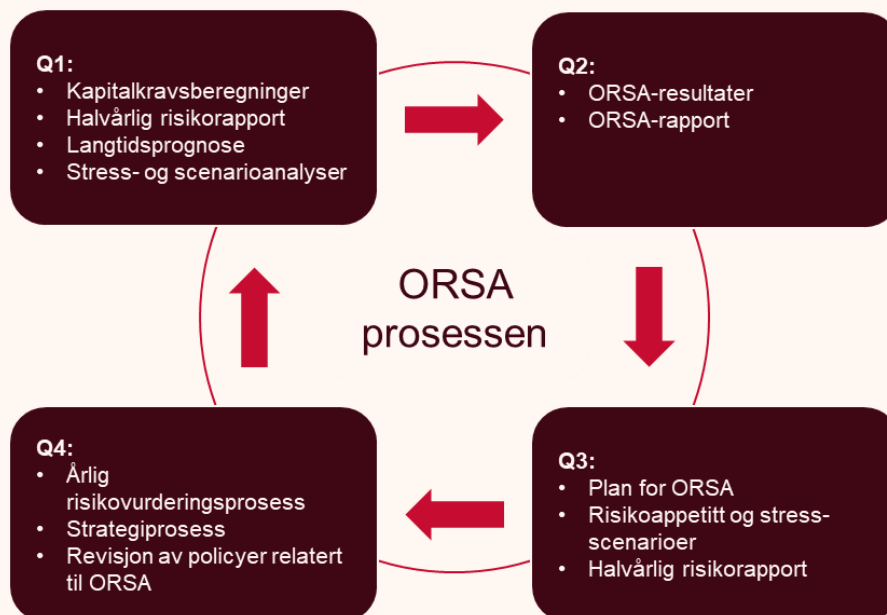 Q1:
• Kapitalkravsberegninger
• Halvårlig risikorapport
• Langtidsprognose
• Stress- og scenarioanalyser
Q2:
• ORSA-resultater
• ORSA-rapport
ORSA
prosessen
Q4:
• Årlig
risikovurderingsprosess
• Strategiprosess
• Revisjon av policyer relatert
til ORSA
Q3:
• Plan for ORSA
• Risikoappetitt og stress-
scenarioer
• Halvårlig risikorapport